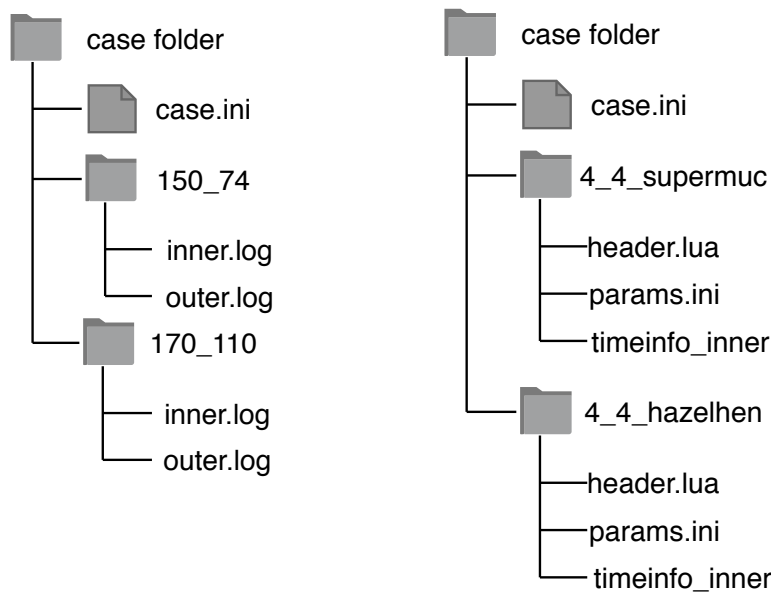 case folder
case.ini
150_74
inner.log
outer.log
170_110
inner.log
outer.log
case folder
case.ini
4_4_supermuc
header.lua
params.ini
timeinfo_inner
4_4_hazelhen
header.lua
params.ini
timeinfo_inner